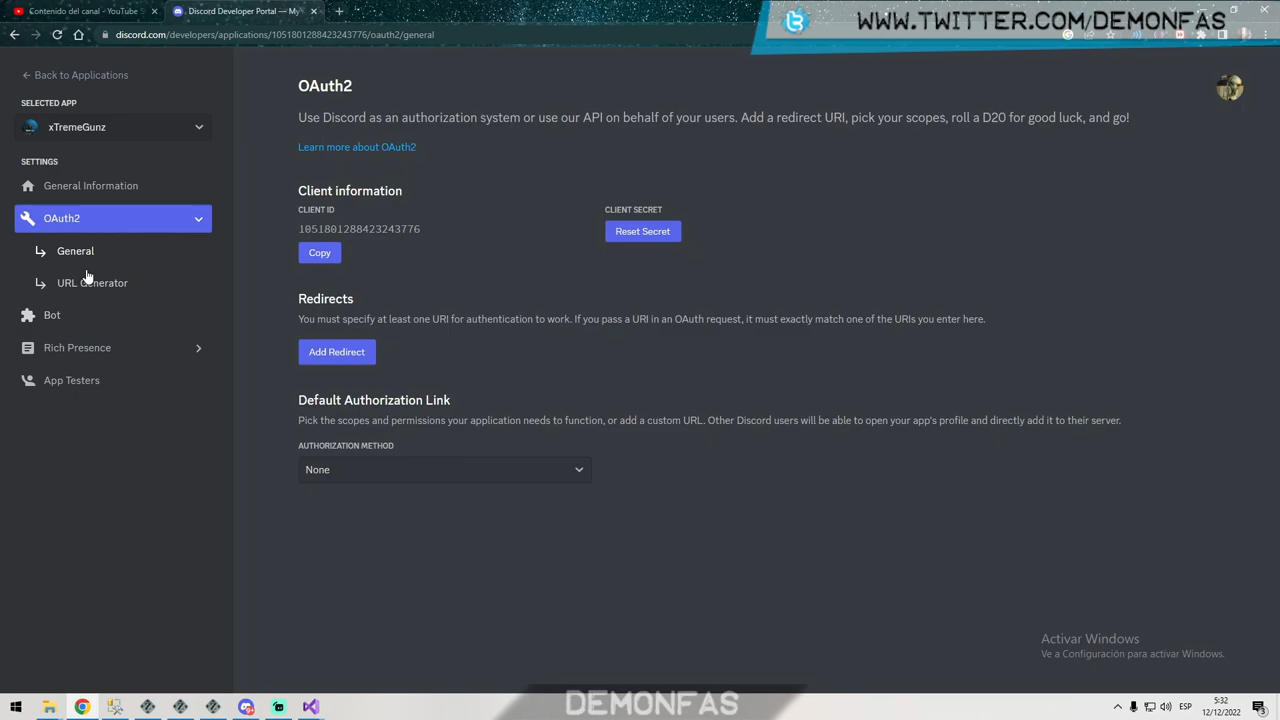 Contenido del canal - YouTube
Discord Developer Portal — My
WWW.TWITTER.COM/DEMONFAS
discord.com/developers/applications/1051801288423243776/oauth2/general
← Back to Applications
SELECTED APP
xTremeGunz
SETTINGS
General Information
OAuth2
General
URL Generator
Bot
Rich Presence
App Testers
OAuth2
Use Discord as an authorization system or use our API on behalf of your users. Add a redirect URI, pick your scopes, roll a D20 for good luck, and go!
Learn more about OAuth2
Client information
CLIENT ID
1051801288423243776
Copy
CLIENT SECRET
Reset Secret
Redirects
You must specify at least one URI for authentication to work. If you pass a URI in an OAuth request, it must exactly match one of the URIs you enter here.
Add Redirect
Default Authorization Link
Pick the scopes and permissions your application needs to function, or add a custom URL. Other Discord users will be able to open your app's profile and directly add it to their server.
AUTHORIZATION METHOD
None
Activar Windows
Ve a Configuración para activar Windows.
DEMONFAS
ESP
5:32
12/12/2022
3